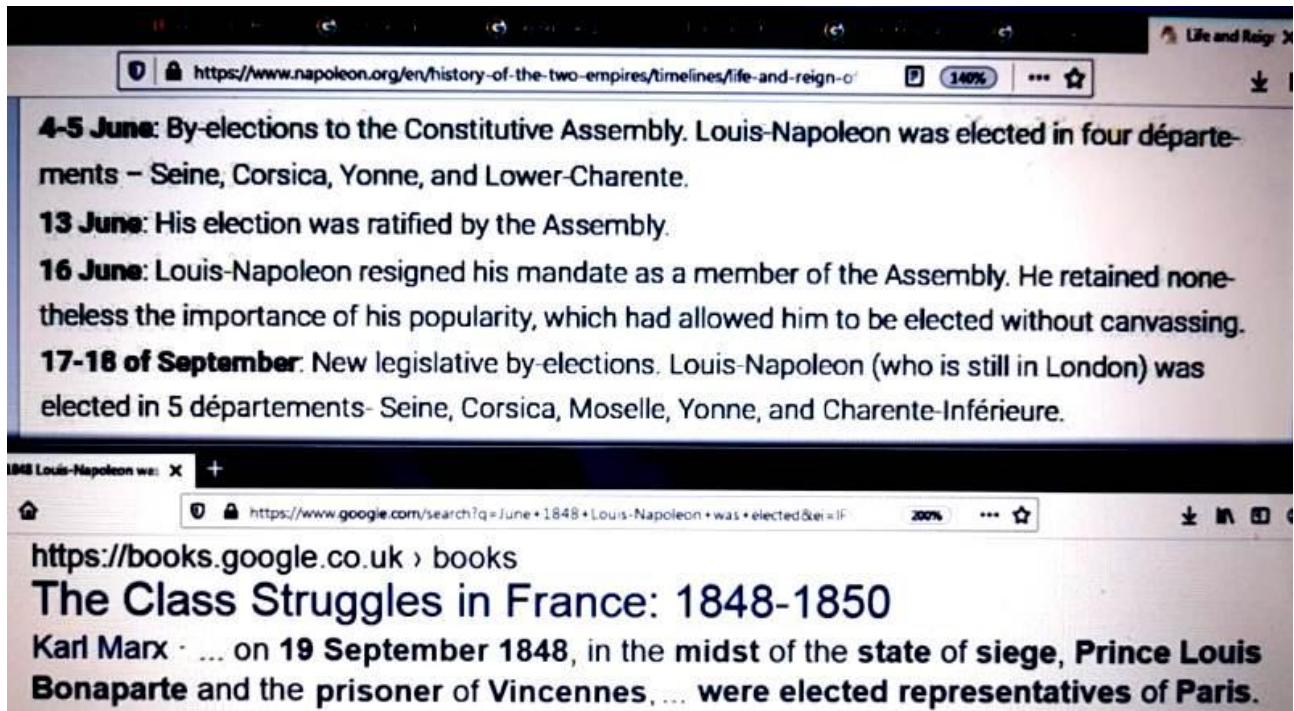 Life and Reigr
https://www.napoleon.org/en/history-of-the-two-empires/timelines/life-and-reign-o
140%
4-5 June: By-elections to the Constitutive Assembly. Louis-Napoleon was elected in four départe-
ments – Seine, Corsica, Yonne, and Lower-Charente.
13 June: His election was ratified by the Assembly.
16 June: Louis-Napoleon resigned his mandate as a member of the Assembly. He retained none-
theless the importance of his popularity, which had allowed him to be elected without canvassing.
17-18 of September: New legislative by-elections. Louis-Napoleon (who is still in London) was
elected in 5 départements- Seine, Corsica, Moselle, Yonne, and Charente-Inférieure.
1848 Louis-Napoleon wa:
https://www.google.com/search?q=June+1848+Louis-Napoleon+was+elected&ei=IF
200%
https://books.google.co.uk › books
The Class Struggles in France: 1848-1850
Karl Marx · ... on 19 September 1848, in the midst of the state of siege, Prince Louis
Bonaparte and the prisoner of Vincennes, ... were elected representatives of Paris.